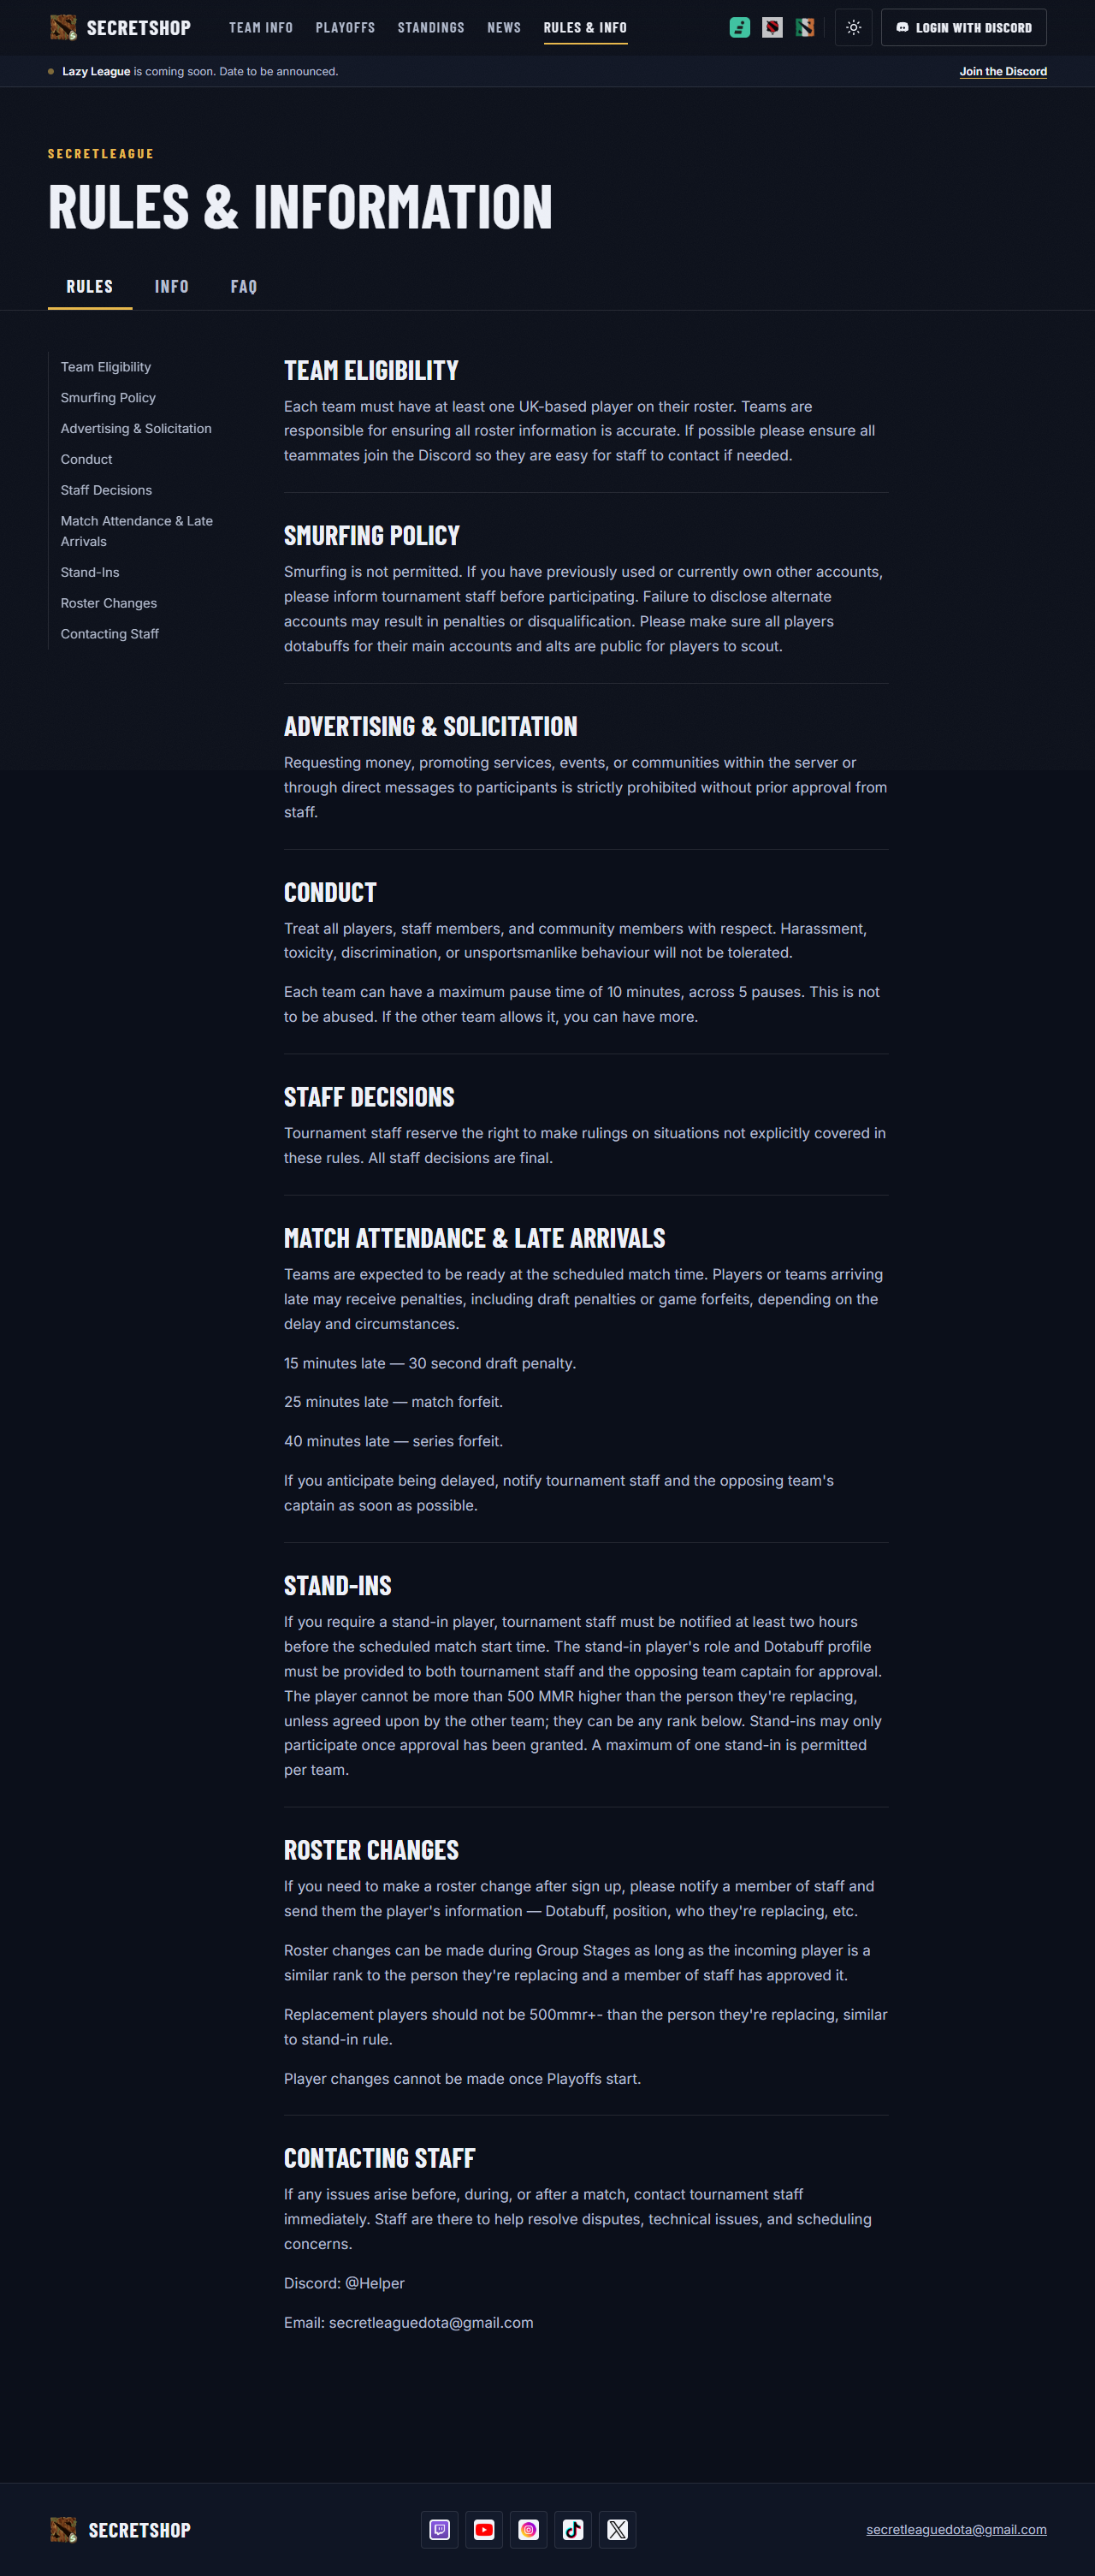 SECRETSHOP
TEAM INFO
PLAYOFFS
STANDINGS
NEWS
RULES & INFO
LOGIN WITH DISCORD
Lazy League is coming soon. Date to be announced.
Join the Discord
SECRETLEAGUE
RULES & INFORMATION
RULES
INFO
FAQ
Team Eligibility
Smurfing Policy
Advertising & Solicitation
Conduct
Staff Decisions
Match Attendance & Late
Arrivals
Stand-Ins
Roster Changes
Contacting Staff
TEAM ELIGIBILITY
Each team must have at least one UK-based player on their roster. Teams are
responsible for ensuring all roster information is accurate. If possible please ensure all
teammates join the Discord so they are easy for staff to contact if needed.
SMURFING POLICY
Smurfing is not permitted. If you have previously used or currently own other accounts,
please inform tournament staff before participating. Failure to disclose alternate
accounts may result in penalties or disqualification. Please make sure all players
dotabuffs for their main accounts and alts are public for players to scout.
ADVERTISING & SOLICITATION
Requesting money, promoting services, events, or communities within the server or
through direct messages to participants is strictly prohibited without prior approval from
staff.
CONDUCT
Treat all players, staff members, and community members with respect. Harassment,
toxicity, discrimination, or unsportsmanlike behaviour will not be tolerated.
Each team can have a maximum pause time of 10 minutes, across 5 pauses. This is not
to be abused. If the other team allows it, you can have more.
STAFF DECISIONS
Tournament staff reserve the right to make rulings on situations not explicitly covered in
these rules. All staff decisions are final.
MATCH ATTENDANCE & LATE ARRIVALS
Teams are expected to be ready at the scheduled match time. Players or teams arriving
late may receive penalties, including draft penalties or game forfeits, depending on the
delay and circumstances.
15 minutes late — 30 second draft penalty.
25 minutes late — match forfeit.
40 minutes late — series forfeit.
If you anticipate being delayed, notify tournament staff and the opposing team's
captain as soon as possible.
STAND-INS
If you require a stand-in player, tournament staff must be notified at least two hours
before the scheduled match start time. The stand-in player's role and Dotabuff profile
must be provided to both tournament staff and the opposing team captain for approval.
The player cannot be more than 500 MMR higher than the person they're replacing,
unless agreed upon by the other team; they can be any rank below. Stand-ins may only
participate once approval has been granted. A maximum of one stand-in is permitted
per team.
ROSTER CHANGES
If you need to make a roster change after sign up, please notify a member of staff and
send them the player's information — Dotabuff, position, who they're replacing, etc.
Roster changes can be made during Group Stages as long as the incoming player is a
similar rank to the person they're replacing and a member of staff has approved it.
Replacement players should not be 500mmr+- than the person they're replacing, similar
to stand-in rule.
Player changes cannot be made once Playoffs start.
CONTACTING STAFF
If any issues arise before, during, or after a match, contact tournament staff
immediately. Staff are there to help resolve disputes, technical issues, and scheduling
concerns.
Discord: @Helper
Email: secretleaguedota@gmail.com
SECRETSHOP
secretleaguedota@gmail.com